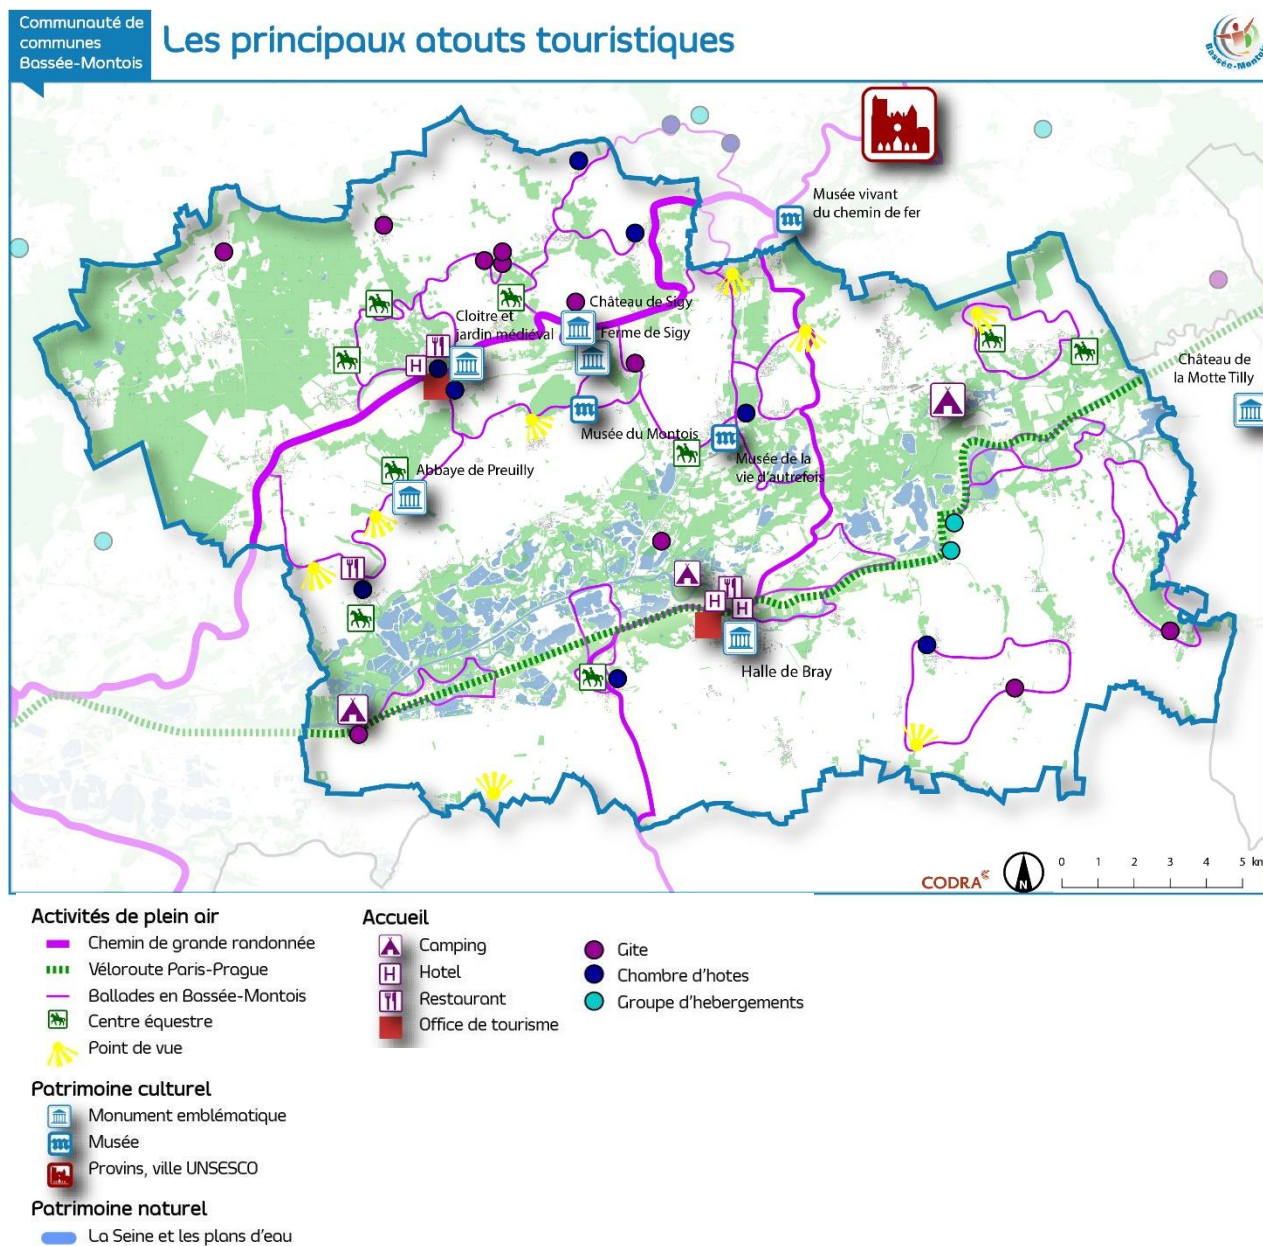 Communauté de
communes
Bassée-Montois
Les principaux atouts touristiques
Bassée-Montois
Musée vivant
du chemin de fer
Château de Sigy
Cloitre et
jardin médiéval
Ferme de Sigy
Château de
la Motte Tilly
Musée du Montois
Musée de la
vie d'autrefois
Abbaye de Preuilly
H
H
H
Halle de Bray
CODRA
N
0 1 2 3 4 5 km
Activités de plein air
Chemin de grande randonnée
Véloroute Paris-Prague
Ballades en Bassée-Montois
Centre équestre
Point de vue
Patrimoine culturel
Monument emblématique
Musée
Provins, ville UNSESCO
Patrimoine naturel
La Seine et les plans d'eau
Accueil
Camping
H Hotel
Restaurant
Office de tourisme
Gite
Chambre d'hotes
Groupe d'hebergements